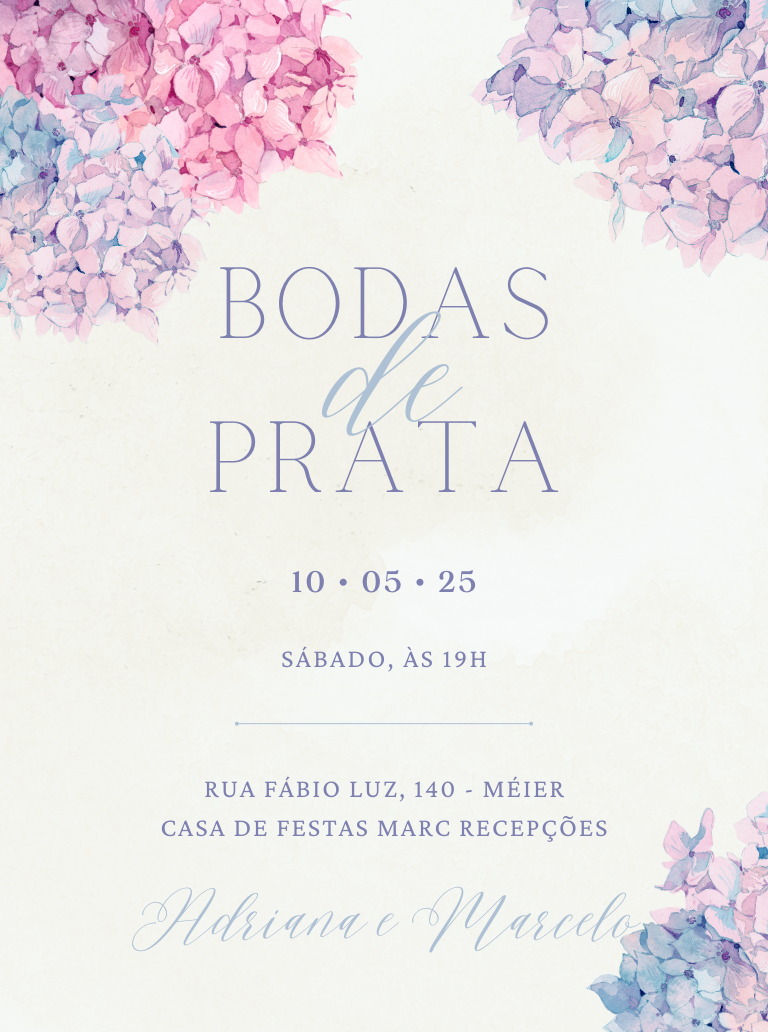 BODAS
de
PRATA
10 • 05 • 25
SÁBADO, ÀS 19H
RUA FÁBIO LUZ, 140 - MÉIER
CASA DE FESTAS MARC RECEPÇÕES
Adriana e Marcelo